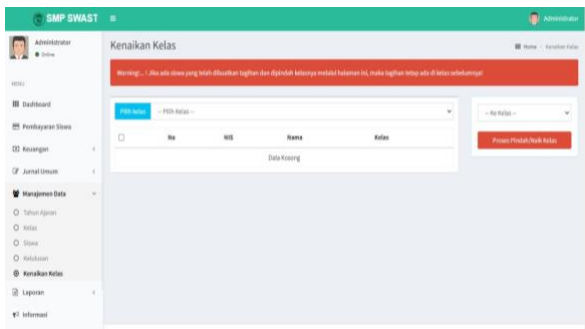 SMP SWAST
Administrator
Administrator
Online
Kenaikan Kelas
Home
Kenaikan Kelas
Warning!... ! Jika ada siswa yang telah dibuatkan tagihan dan dipindah kelasnya melalui halaman ini, maka tagihan tetap ada di kelas sebelumnya!
MENU
Dashboard
Pembayaran Siswa
Keuangan
Jurnal Umum
Manajemen Data
Tahun Ajaran
Kelas
Siswa
Kelulusan
Kenaikan Kelas
Laporan
Informasi
Pilih Kelas
-- Pilih Kelas --
No NIS Nama Kelas
Data Kosong
-- Ke Kelas --
Proses Pindah/Naik Kelas